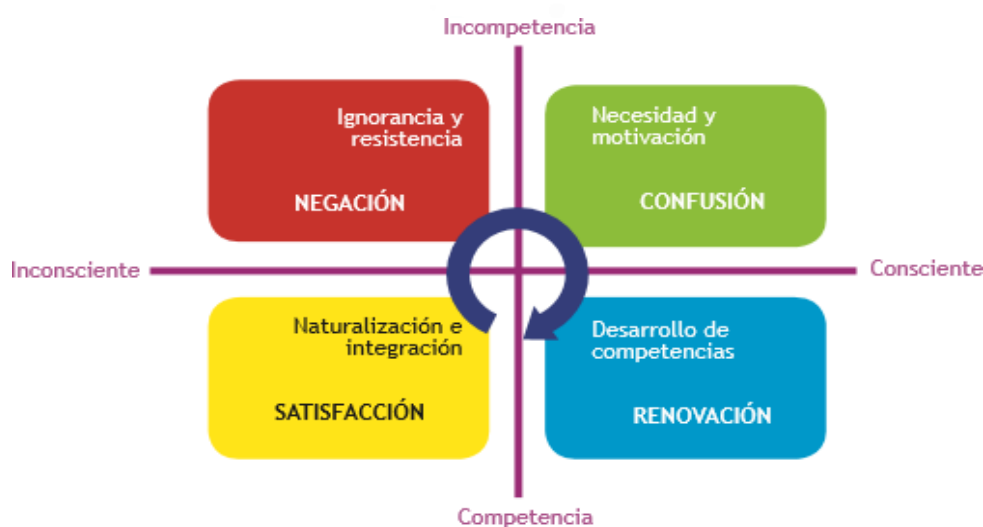 Incompetencia
Ignorancia y
resistencia
NEGACIÓN
Necesidad y
motivación
CONFUSIÓN
Inconsciente
Consciente
Naturalización e
integración
SATISFACCIÓN
Desarrollo de
competencias
RENOVACIÓN
Competencia